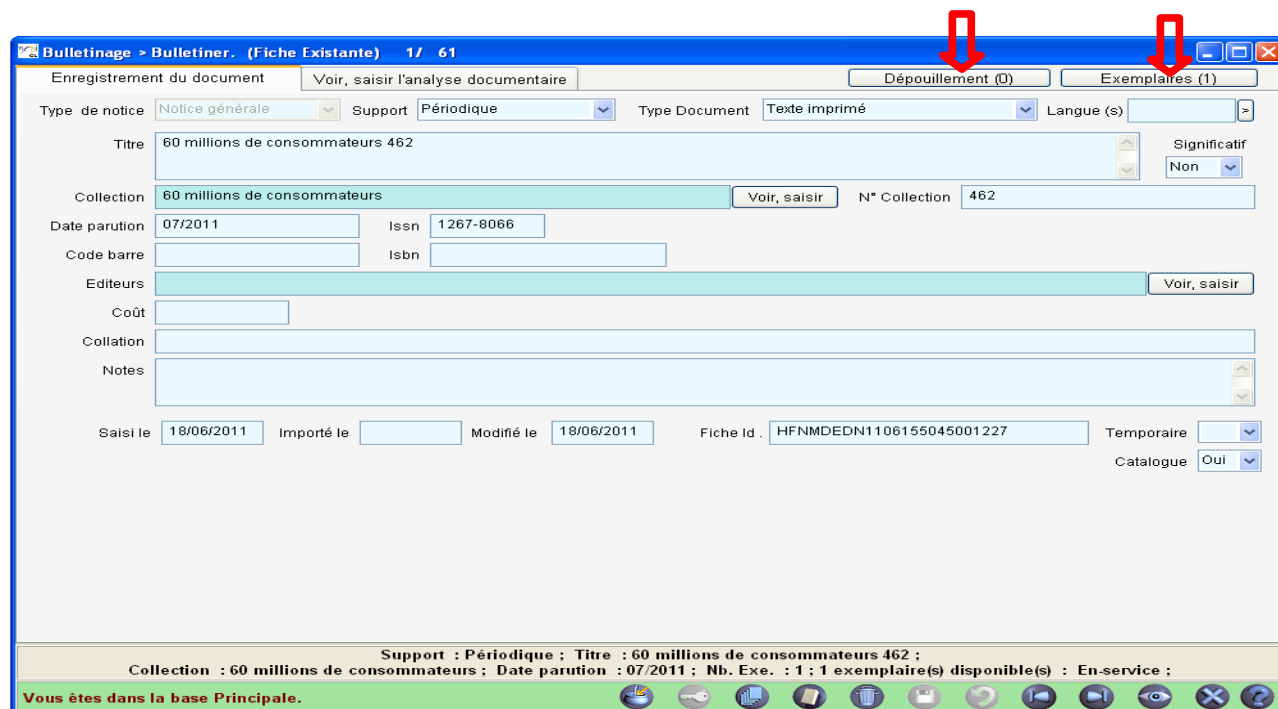 Bulletinage > Bulletiner. (Fiche Existante) 1/ 61
Enregistrement du document Voir, saisir l'analyse documentaire Dépouillement (0) Exemplaires (1)
Type de notice Notice générale Support Périodique Type Document Texte imprimé Langue (s) >
Titre 60 millions de consommateurs 462 Significatif
Non
Collection 60 millions de consommateurs Voir, saisir N° Collection 462
Date parution 07/2011 Issn 1267-8066
Code barre Isbn
Editeurs Voir, saisir
Coût
Collation
Notes
Saisi le 18/06/2011 Importé le Modifié le 18/06/2011 Fiche Id . HFNMDEDN1106155045001227 Temporaire
Catalogue Oui
Support : Périodique ; Titre : 60 millions de consommateurs 462 ;
Collection : 60 millions de consommateurs ; Date parution : 07/2011 ; Nb. Exe. : 1 ; 1 exemplaire(s) disponible(s) : En-service ;
Vous êtes dans la base Principale.